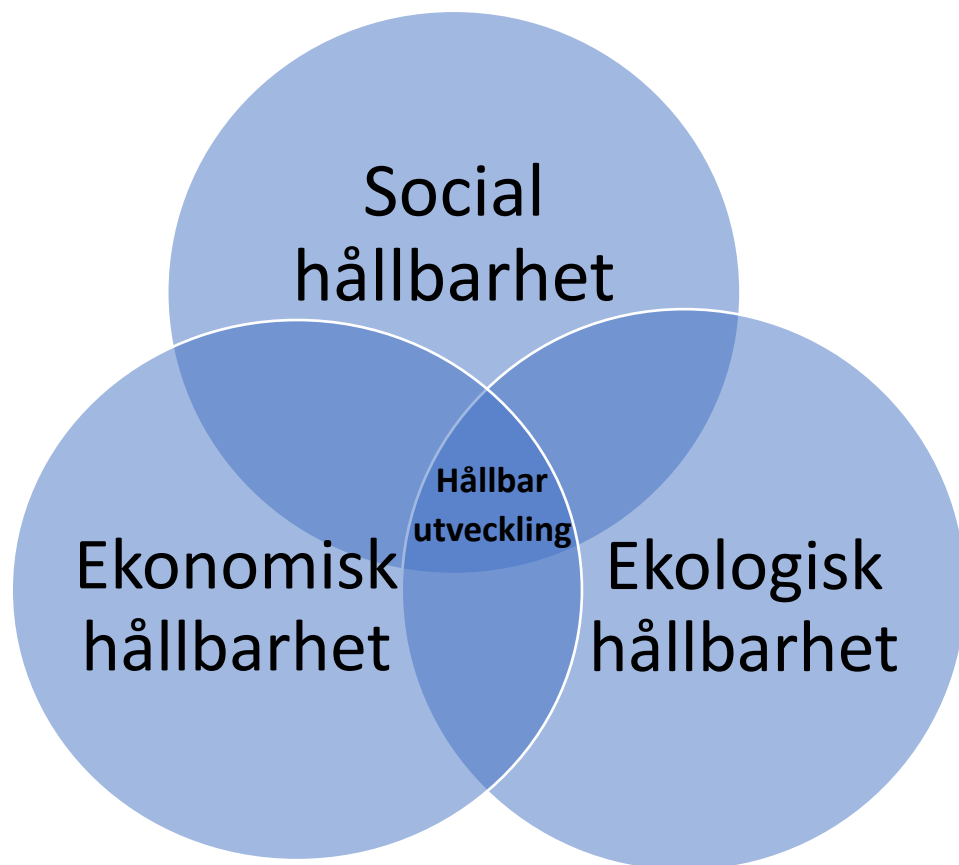 Social
hållbarhet
Hållbar
utveckling
Ekonomisk
hållbarhet
Ekologisk
hållbarhet